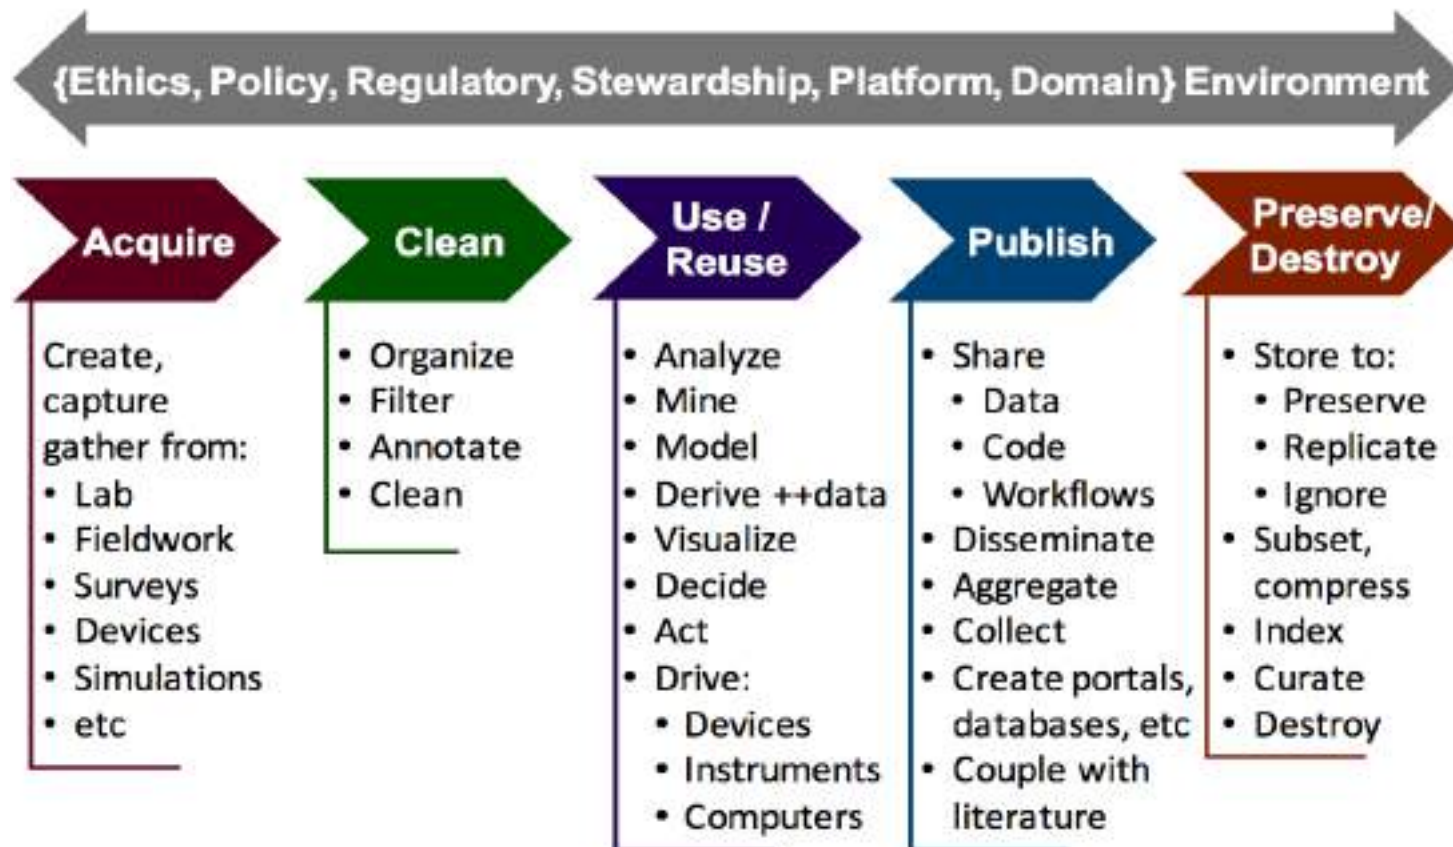 {Ethics, Policy, Regulatory, Stewardship, Platform, Domain} Environment
Acquire
Create,
capture
gather from:
• Lab
• Fieldwork
• Surveys
• Devices
• Simulations
• etc
Clean
• Organize
• Filter
• Annotate
• Clean
Use /
Reuse
• Analyze
• Mine
• Model
• Derive ++data
• Visualize
• Decide
• Act
• Drive:
• Devices
• Instruments
• Computers
Publish
• Share
• Data
• Code
• Workflows
• Disseminate
• Aggregate
• Collect
• Create portals,
databases, etc
• Couple with
literature
Preserve/
Destroy
• Store to:
• Preserve
• Replicate
• Ignore
• Subset,
compress
• Index
• Curate
• Destroy